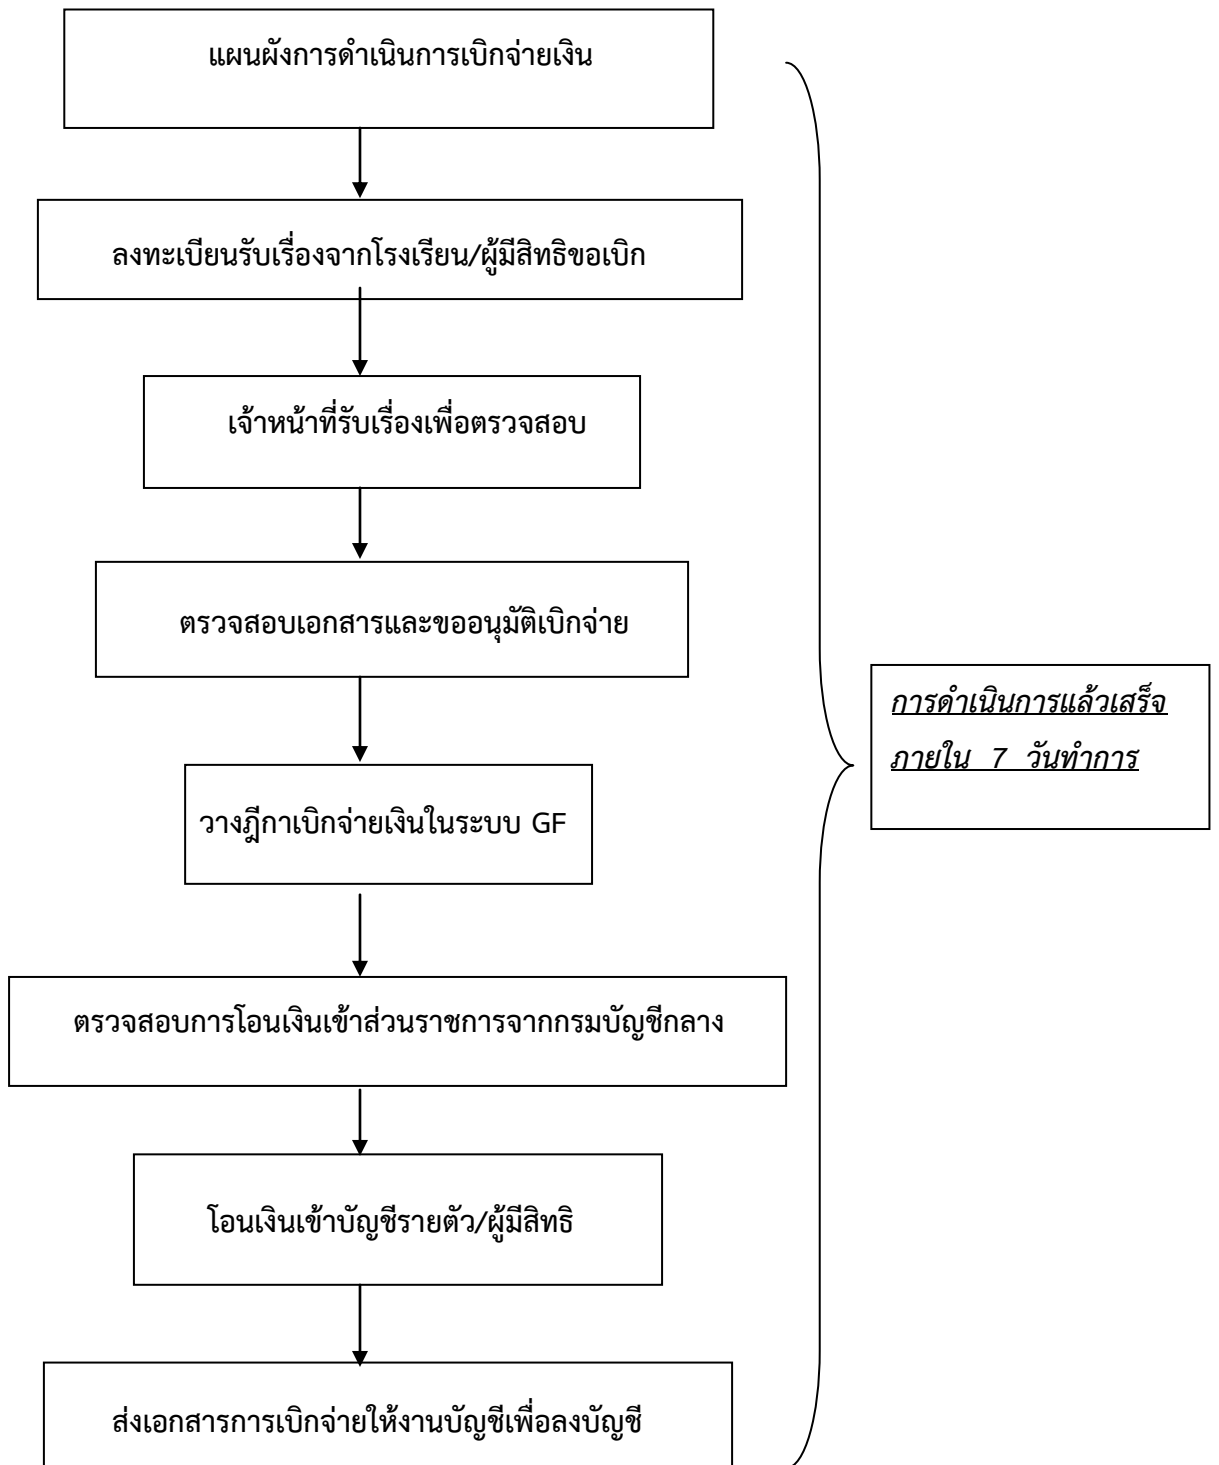 แผนผังการดำเนินการเบิกจ่ายเงิน
ลงทะเบียนรับเรื่องจากโรงเรียน/ผู้มีสิทธิขอเบิก
เจ้าหน้าที่รับเรื่องเพื่อตรวจสอบ
ตรวจสอบเอกสารและขออนุมัติเบิกจ่าย
การดำเนินการแล้วเสร็จ
ภายใน 7 วันทำการ
วางฎีกาเบิกจ่ายเงินในระบบ GF
ตรวจสอบการโอนเงินเข้าส่วนราชการจากกรมบัญชีกลาง
โอนเงินเข้าบัญชีรายตัว/ผู้มีสิทธิ
ส่งเอกสารการเบิกจ่ายให้งานบัญชีเพื่อลงบัญชี